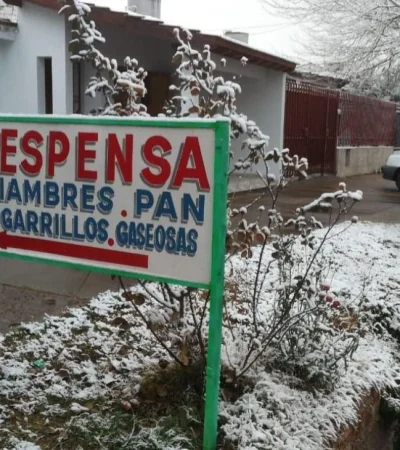 ESPENSA
IAMBRES . PAN
GARRILLOS . GASEOSAS